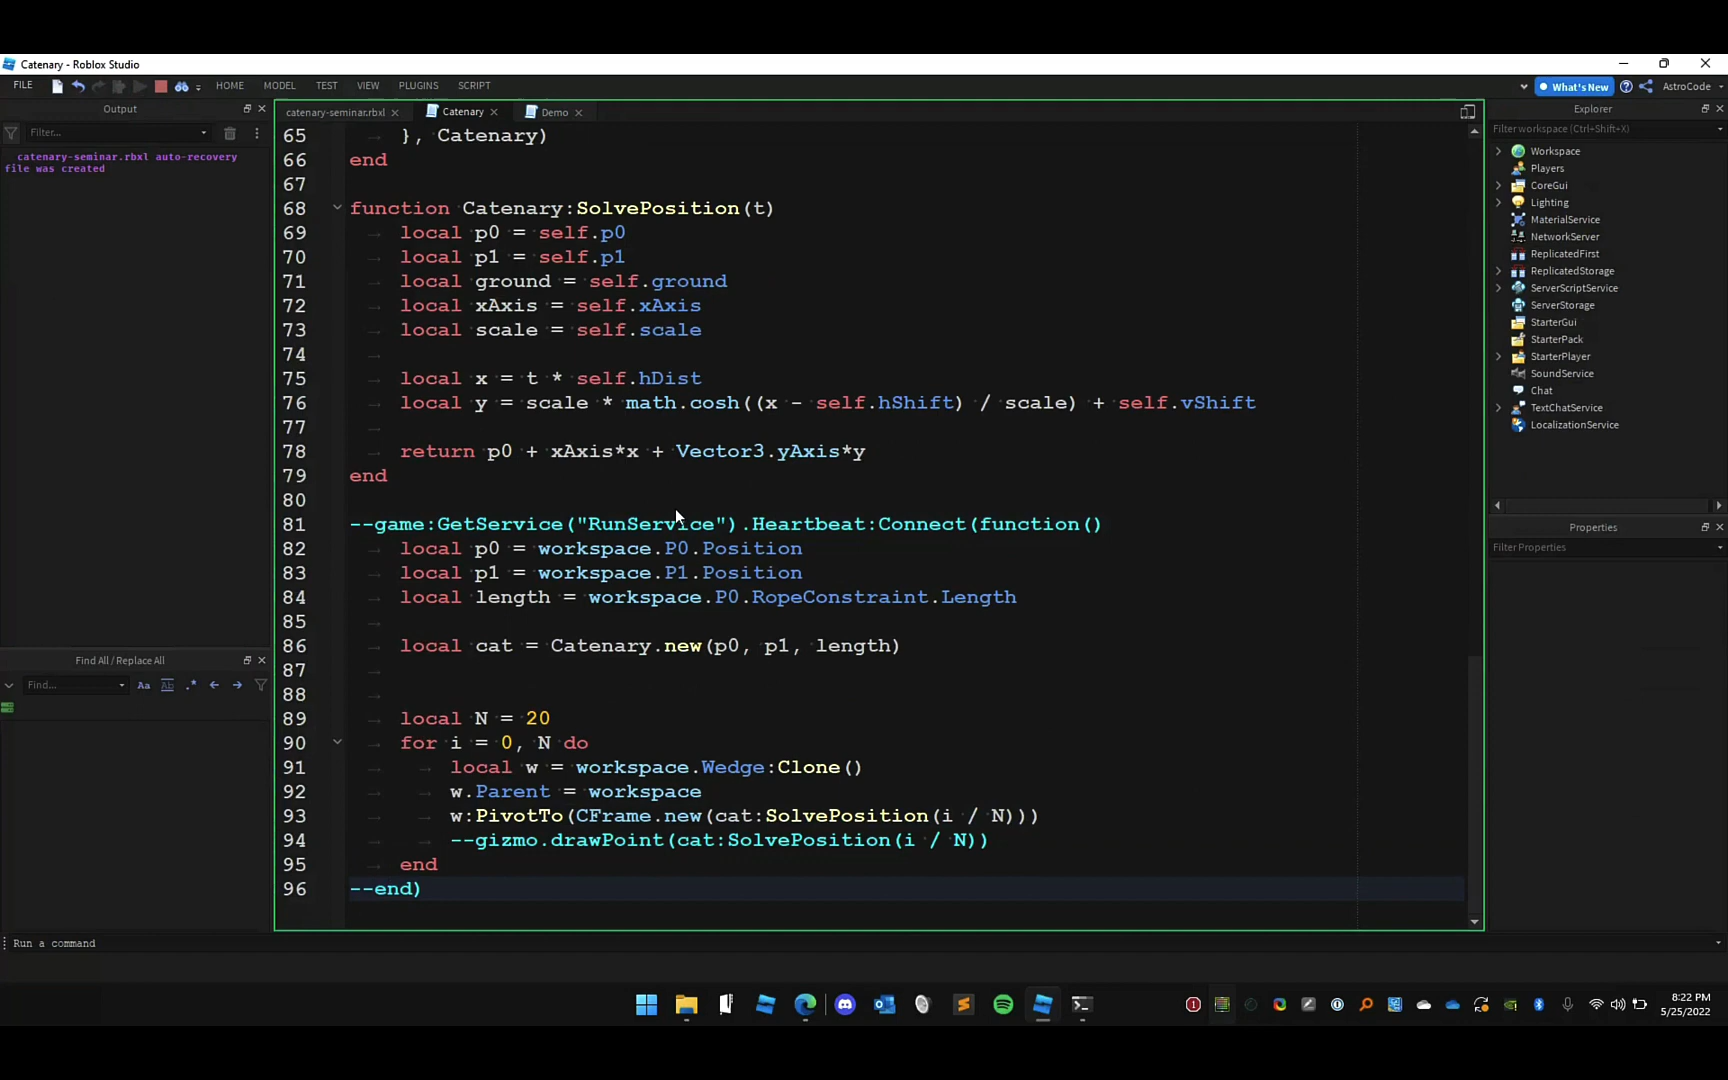 Catenary - Roblox Studio
FILE HOME MODEL TEST VIEW PLUGINS SCRIPT What's New AstroCode
Output
Filter...
catenary-seminar.rbxl auto-recovery
file was created
Find All / Replace All
Find... Aa Ab .*
catenary-seminar.rbxl Catenary Demo
65 }, Catenary)
66 end
67
68 function Catenary:SolvePosition(t)
69 local p0 = self.p0
70 local p1 = self.p1
71 local ground = self.ground
72 local xAxis = self.xAxis
73 local scale = self.scale
74
75 local x = t * self.hDist
76 local y = scale * math.cosh((x - self.hShift) / scale) + self.vShift
77
78 return p0 + xAxis*x + Vector3.yAxis*y
79 end
80
81 --game:GetService("RunService").Heartbeat:Connect(function()
82 local p0 = workspace.P0.Position
83 local p1 = workspace.P1.Position
84 local length = workspace.P0.RopeConstraint.Length
85
86 local cat = Catenary.new(p0, p1, length)
87
88
89 local N = 20
90 for i = 0, N do
91 local w = workspace.Wedge:Clone()
92 w.Parent = workspace
93 w:PivotTo(CFrame.new(cat:SolvePosition(i / N)))
94 --gizmo.drawPoint(cat:SolvePosition(i / N))
95 end
96 --end)
Explorer
Filter workspace (Ctrl+Shift+X)
Workspace
Players
CoreGui
Lighting
MaterialService
NetworkServer
ReplicatedFirst
ReplicatedStorage
ServerScriptService
ServerStorage
StarterGui
StarterPack
StarterPlayer
SoundService
Chat
TextChatService
LocalizationService
Properties
Filter Properties
Run a command
8:22 PM
5/25/2022